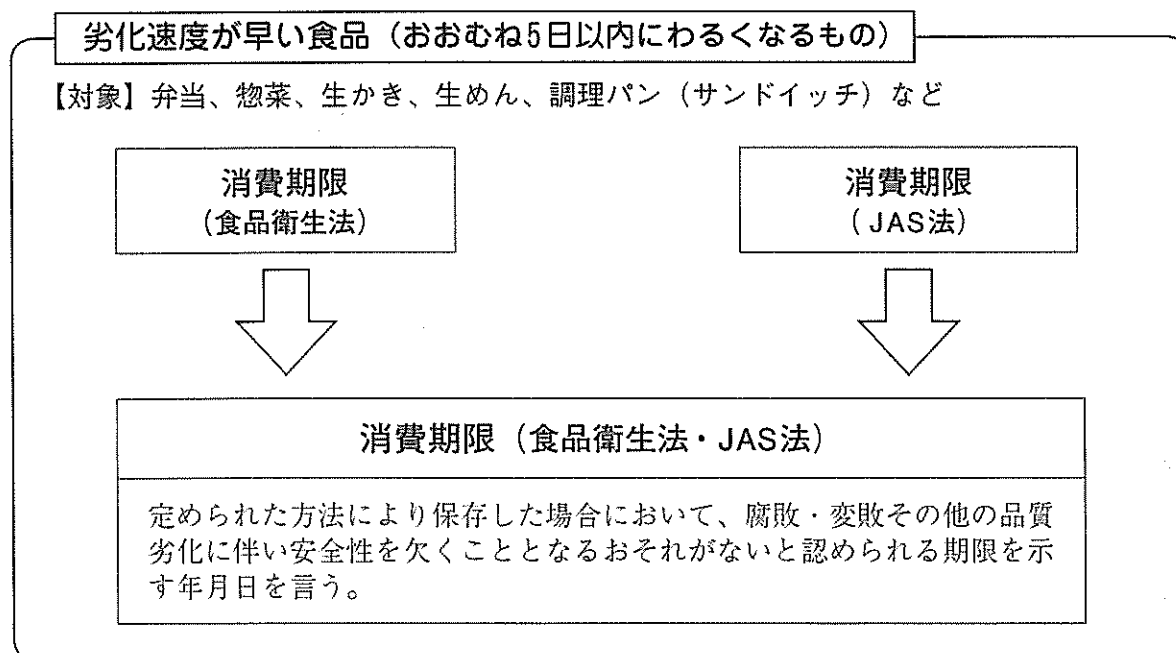 劣化速度が早い食品（おおむね5日以内にわるくなるもの）
【対象】弁当、惣菜、生かき、生めん、調理パン（サンドイッチ）など
消費期限
（食品衛生法）
消費期限
（JAS法）
消費期限（食品衛生法・JAS法）
定められた方法により保存した場合において、腐敗・変敗その他の品質
劣化に伴い安全性を欠くこととなるおそれがないと認められる期限を示
す年月日を言う。